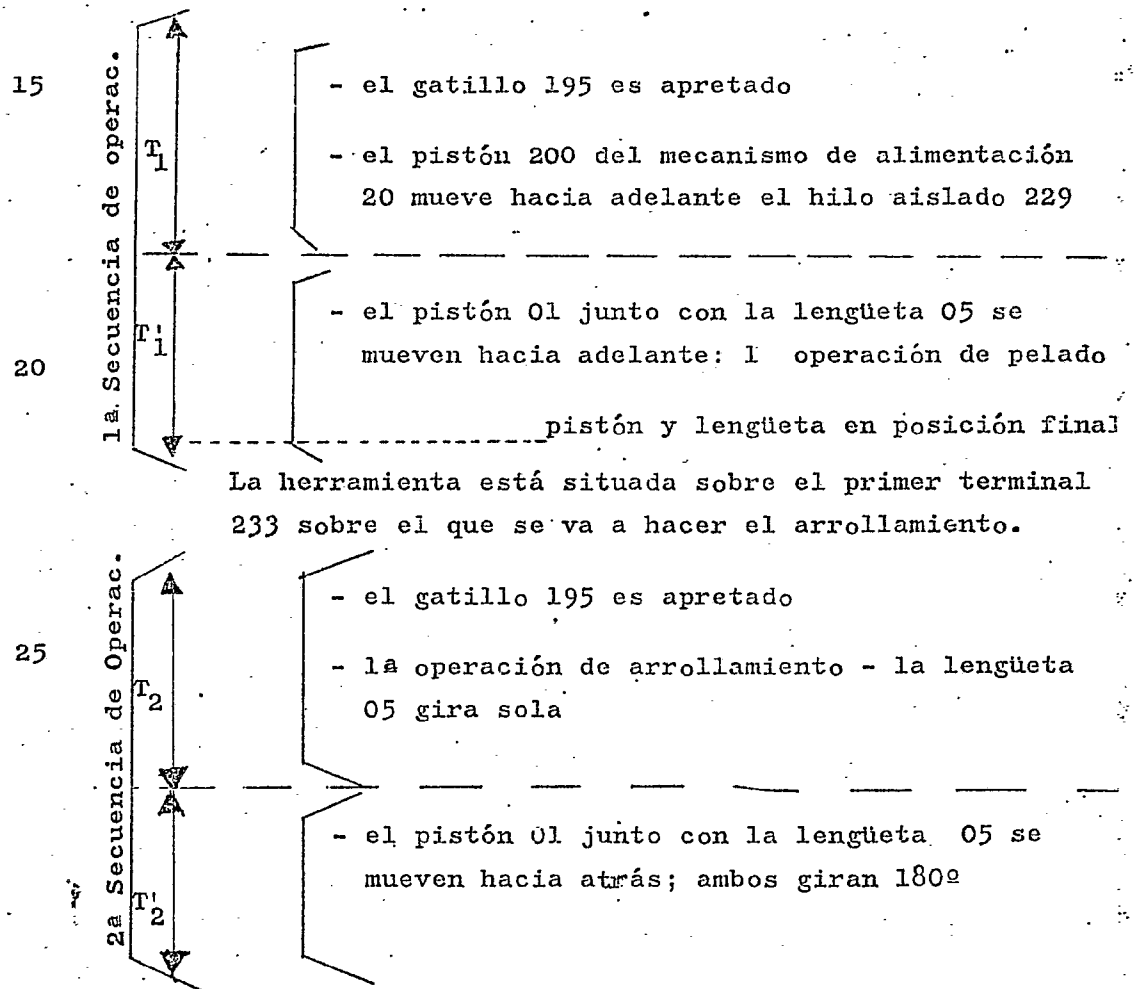 1a. Secuencia de operac.
T1
15
- el gatillo 195 es apretado
- el pistón 200 del mecanismo de alimentación
20 mueve hacia adelante el hilo aislado 229
T'1
- el pistón 01 junto con la lengüeta 05 se
20
mueven hacia adelante: 1 operación de pelado
pistón y lengüeta en posición final
La herramienta está situada sobre el primer terminal
233 sobre el que se va a hacer el arrollamiento.
2a Secuencia de Operac.
T2
- el gatillo 195 es apretado
25
- 1ª operación de arrollamiento - la lengüeta
05 gira sola
T'2
- el pistón 01 junto con la lengüeta 05 se
mueven hacia atrás; ambos giran 180º